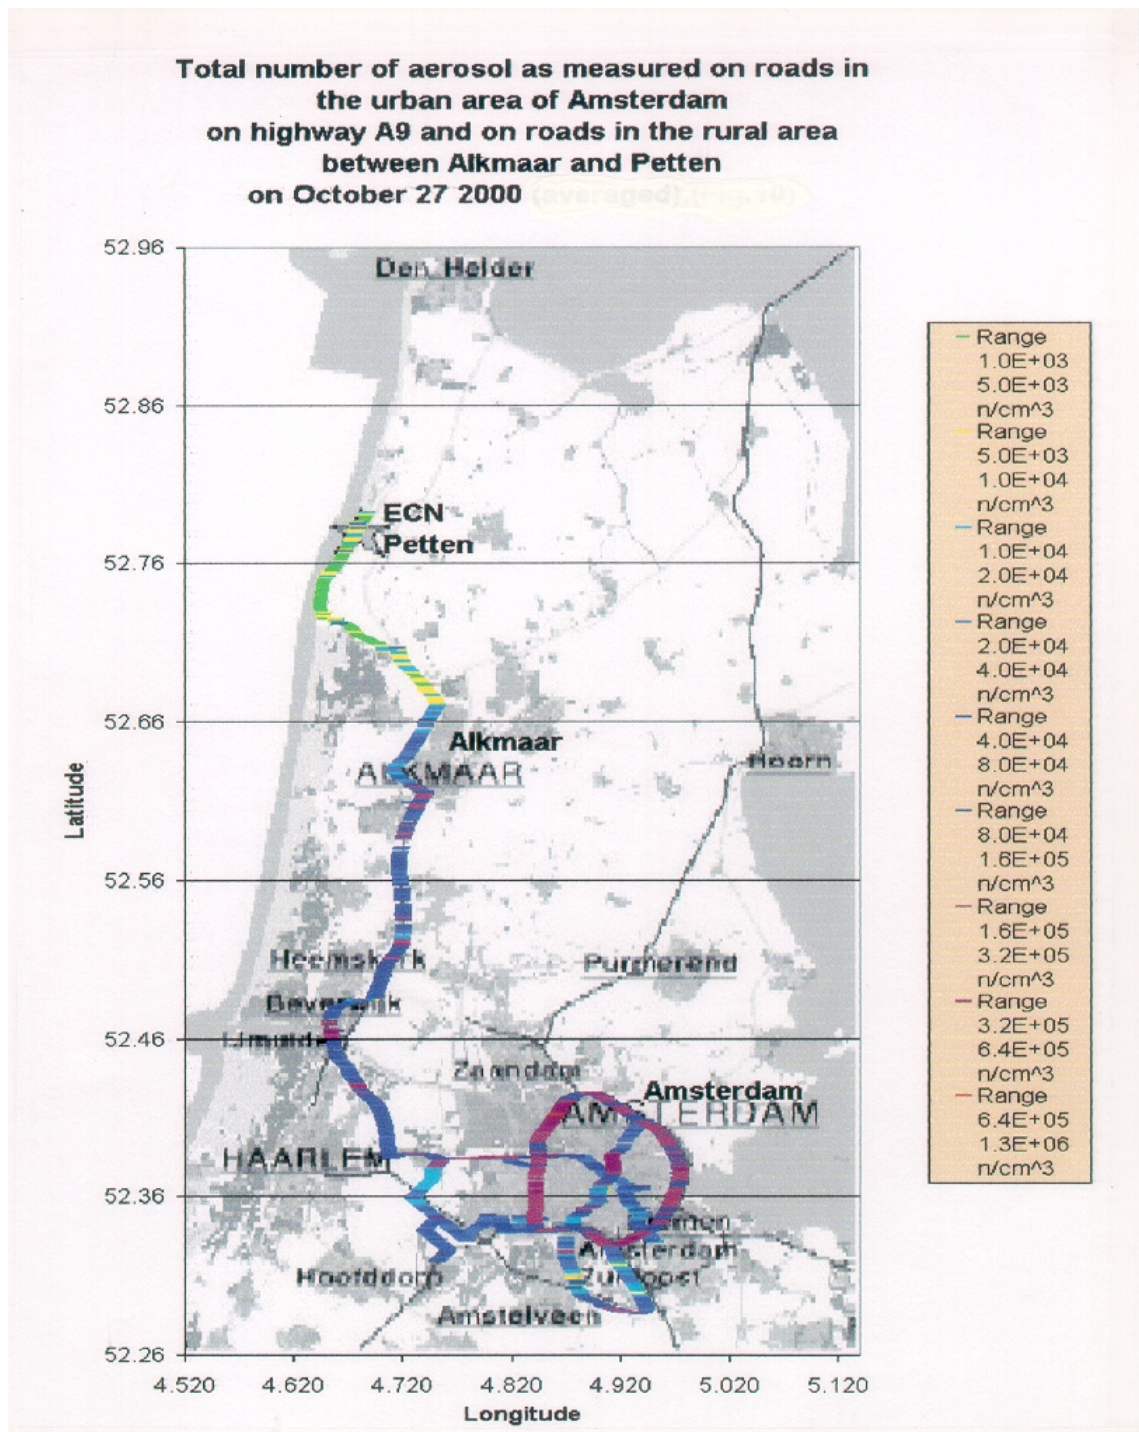 Total number of aerosol as measured on roads in
the urban area of Amsterdam
on highway A9 and on roads in the rural area
between Alkmaar and Petten
on October 27 2000 (averaged)
52.96
52.86
52.76
52.66
52.56
52.46
52.36
52.26
Latitude
Den Helder
ECN
Petten
Alkmaar
ALKMAAR
Hoorn
Heemskerk
Purmerend
Beverwijk
IJmuiden
Zaandam
Amsterdam
AMSTERDAM
HAARLEM
Diemen
Amsterdam
Zuidoost
Hoofddorp
Amstelveen
4.520 4.620 4.720 4.820 4.920 5.020 5.120
Longitude
Range
1.0E+03
5.0E+03
n/cm^3
Range
5.0E+03
1.0E+04
n/cm^3
Range
1.0E+04
2.0E+04
n/cm^3
Range
2.0E+04
4.0E+04
n/cm^3
Range
4.0E+04
8.0E+04
n/cm^3
Range
8.0E+04
1.6E+05
n/cm^3
Range
1.6E+05
3.2E+05
n/cm^3
Range
3.2E+05
6.4E+05
n/cm^3
Range
6.4E+05
1.3E+06
n/cm^3